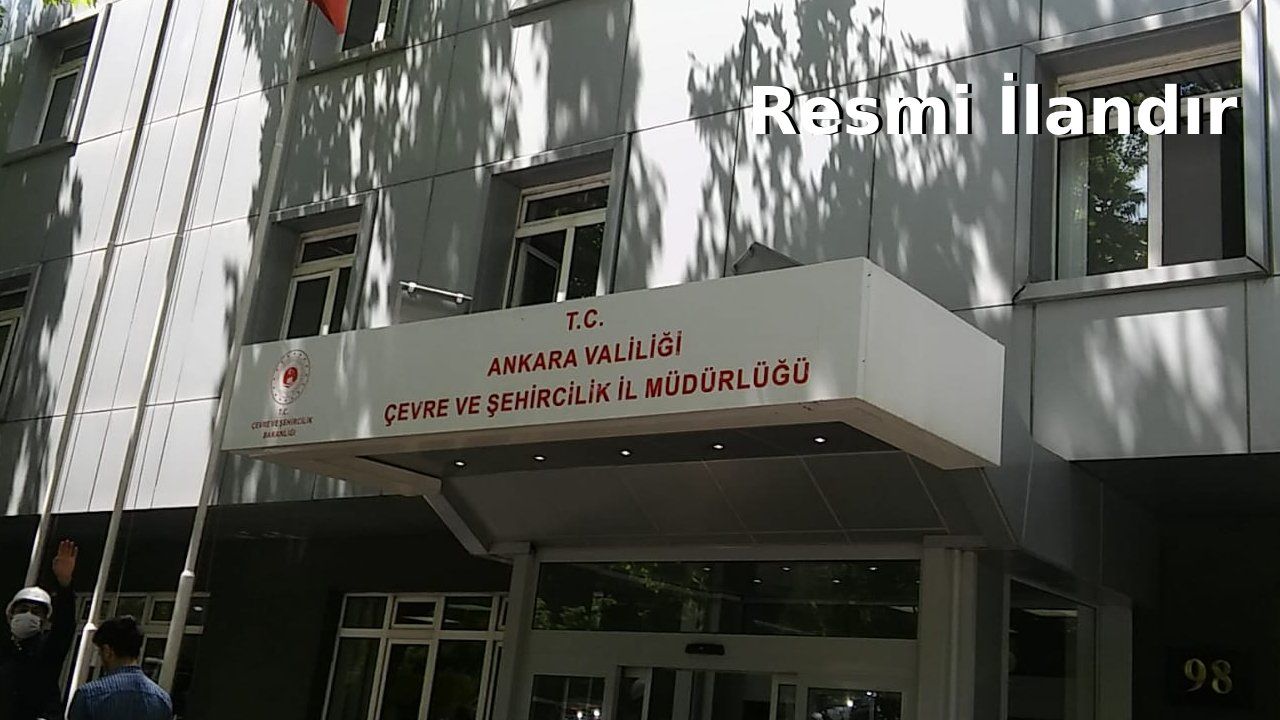 Resmi İlandır
T.C.
ANKARA VALİLİĞİ
ÇEVRE VE ŞEHİRCİLİK İL MÜDÜRLÜĞÜ
T.C.
ÇEVRE VE ŞEHİRCİLİK
BAKANLIĞI
98